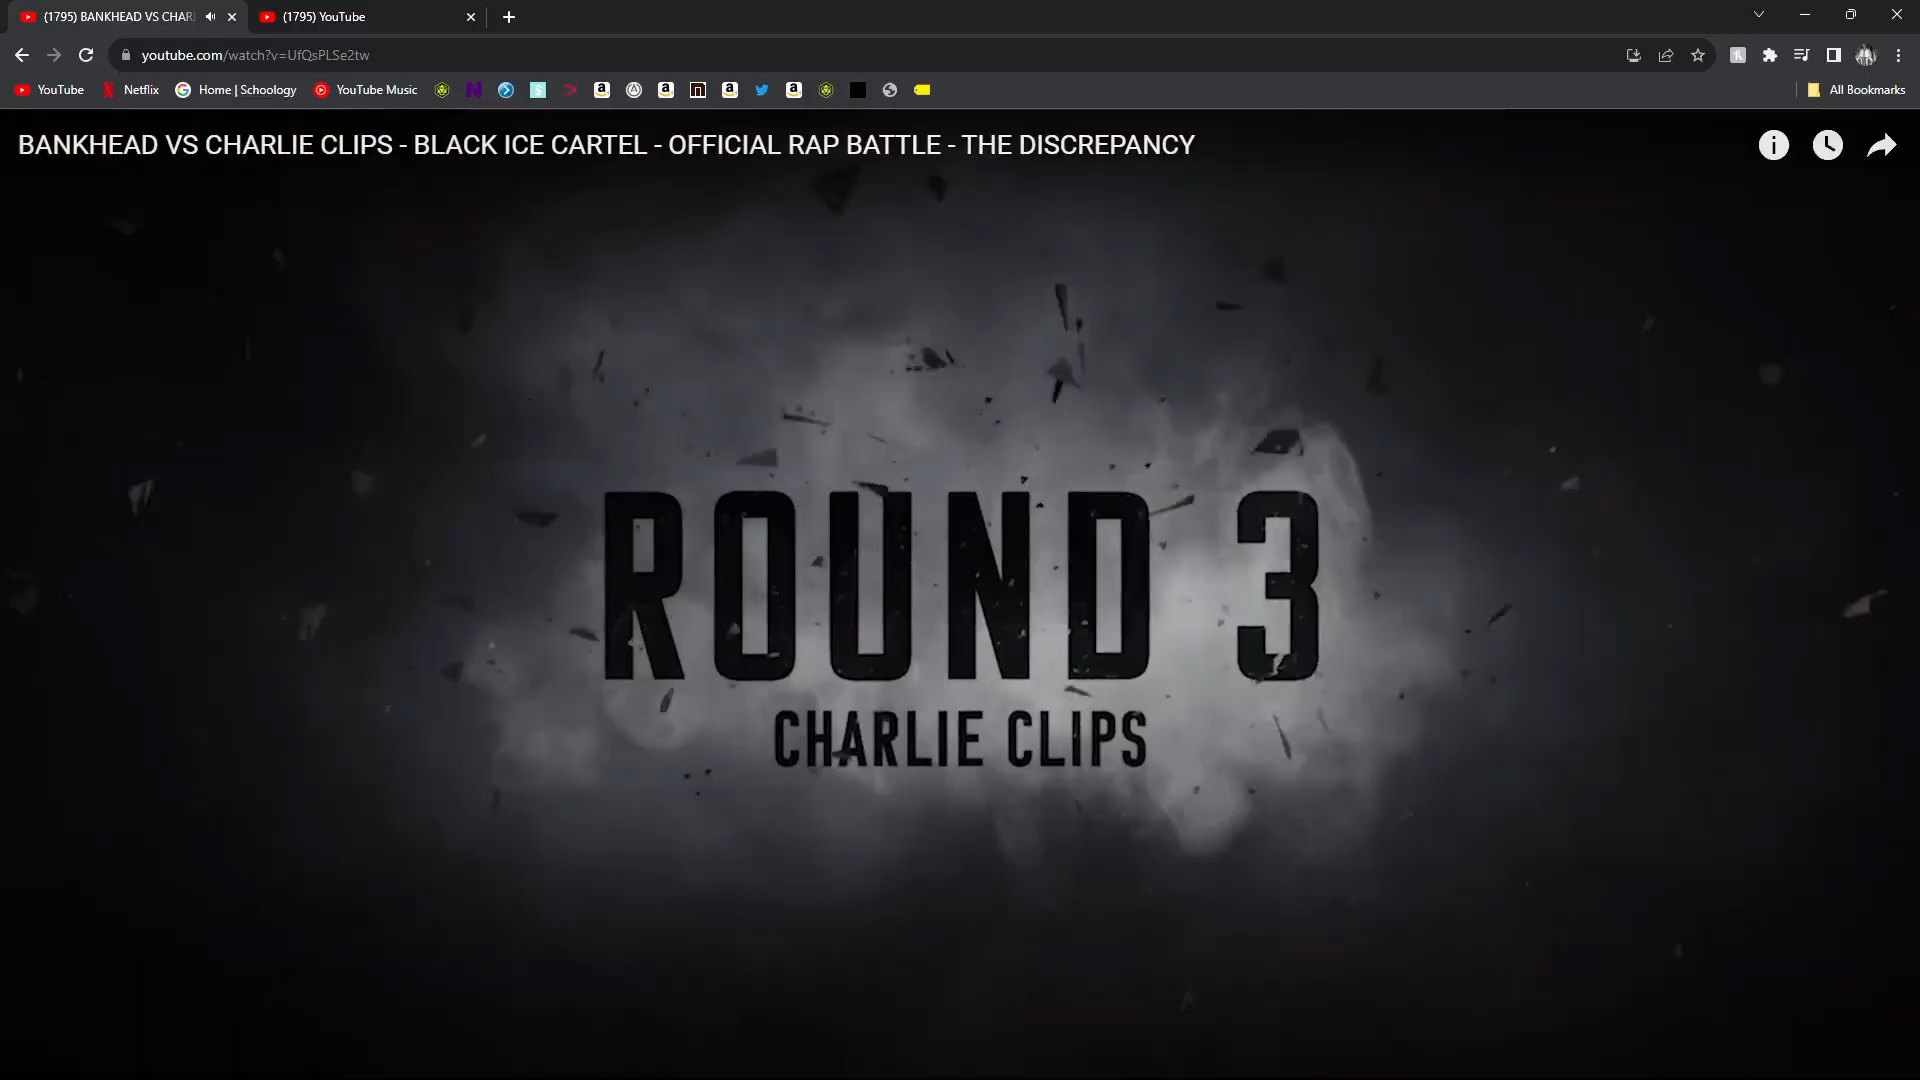 (1795) BANKHEAD VS CHARL
(1795) YouTube
youtube.com/watch?v=UfQsPLSe2tw
YouTube
Netflix
Home | Schoology
YouTube Music
All Bookmarks
BANKHEAD VS CHARLIE CLIPS - BLACK ICE CARTEL - OFFICIAL RAP BATTLE - THE DISCREPANCY
ROUND 3
CHARLIE CLIPS